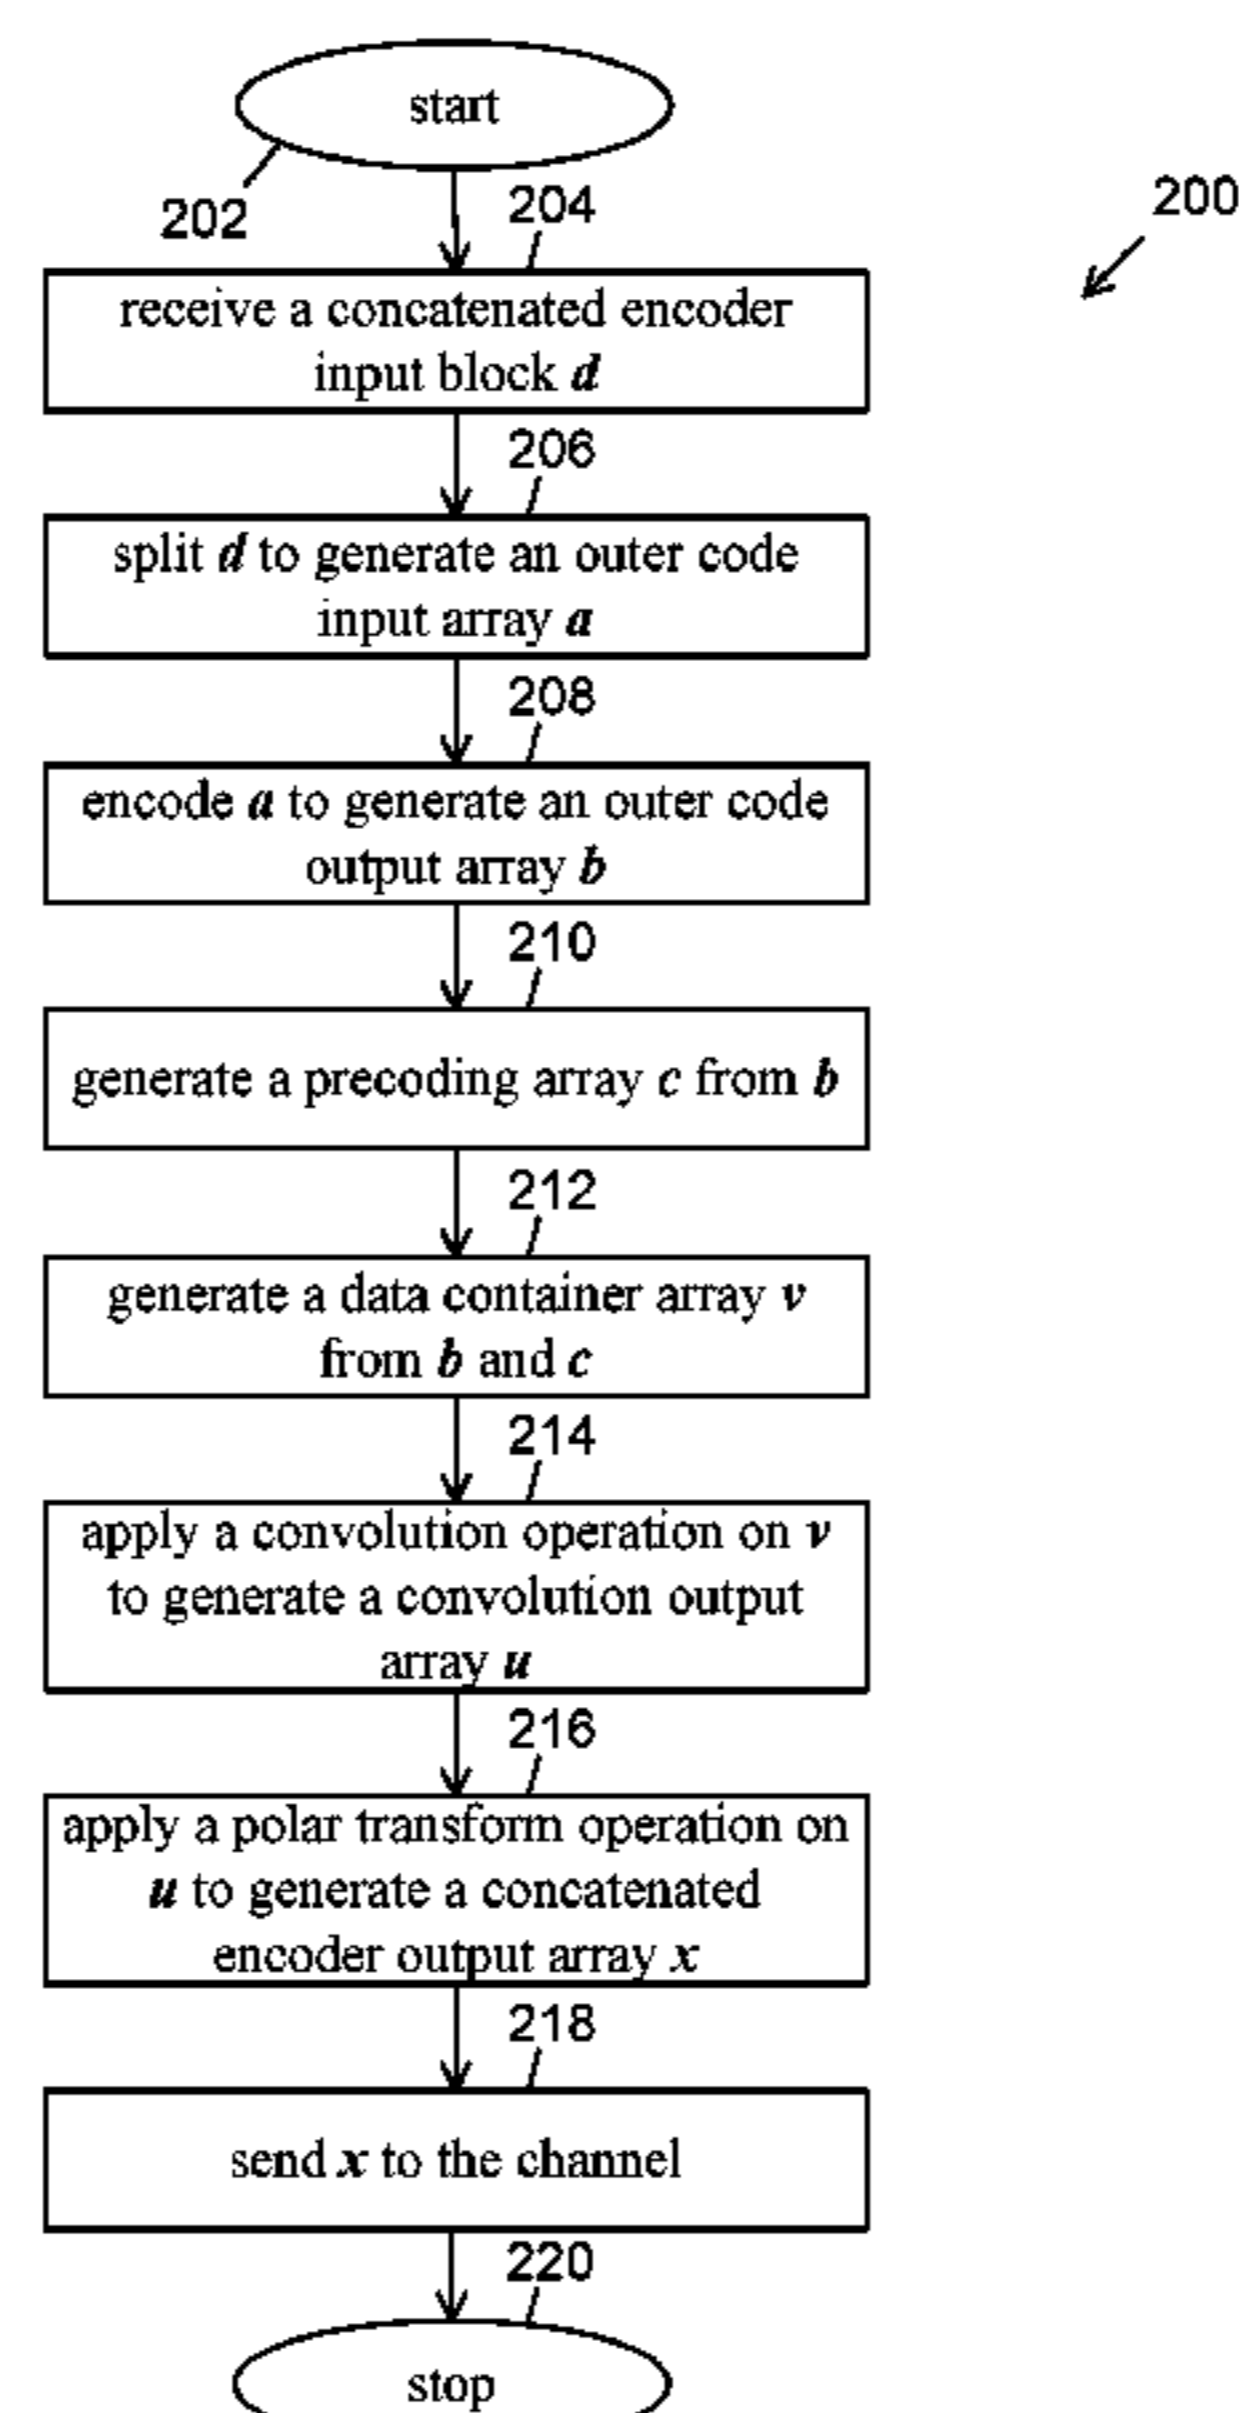 start
202
204
200
receive a concatenated encoder
input block d
206
split d to generate an outer code
input array a
208
encode a to generate an outer code
output array b
210
generate a precoding array c from b
212
generate a data container array v
from b and c
214
apply a convolution operation on v
to generate a convolution output
array u
216
apply a polar transform operation on
u to generate a concatenated
encoder output array x
218
send x to the channel
220
stop